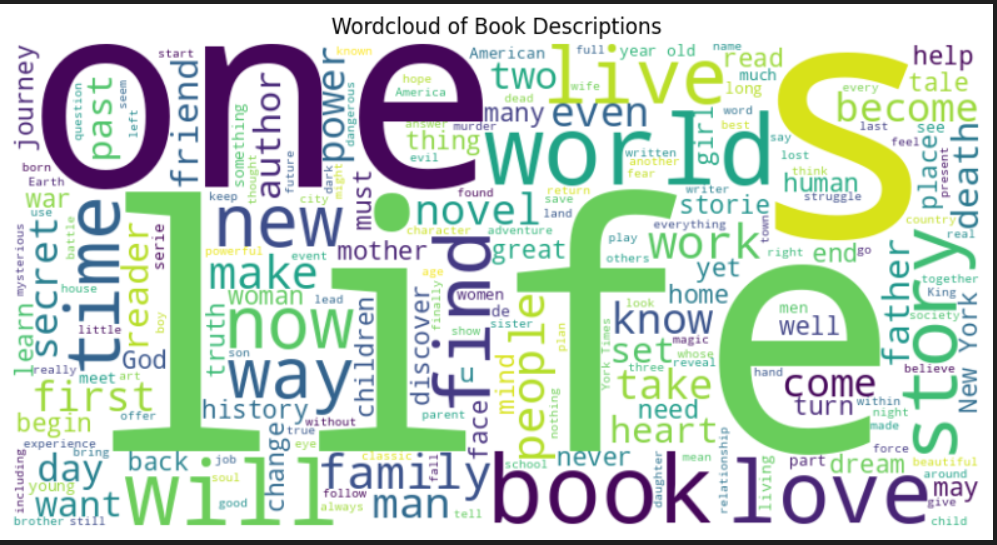 Wordcloud of Book Descriptions
journey
one
start
friend
past
question
seem
left
something
author
thought
future
power
known
dangerous
dark
might
hope
America
answer
murder
evil
thing
American
two
dead
many
lives
full
wife
year old
even
world
written
another
fear
girl
name
read
much
long
word
best
say
s
help
tale
every
become
last
see
feel
place
present
death
born
Earth
war
use
mysterious
battle
secret
house
time
learn
little
really
meet
art
reader
serie
boy
God
life
keep
city
must
new
powerful
event
make
woman
lead
truth
now
son
way
history
true
without
children
change
eye
mother
found
novel
character
adventure
great
return
save
land
age
women
de
sister
finally
discover
find
show
parent
face
mind
people
plan
nothing
play
others
writer
storie
everything
work
town
yet
home
look
know
magic
whose
reveal
three
York Times
set
take
need
heart
lost
think
human
struggle
right
end
go
country
real
father
story
together
King
society
believe
New York
men
well
hand
come
turn
within
night
made
first
offer
begin
experience
bring
including
day
young
want
brother
still
back
job
soul
will
good
family
classic
fall
follow
always
man
tell
school
never
book
daughter
mean
relationship
living
love
part
dream
force
beautiful
around
may
give
child